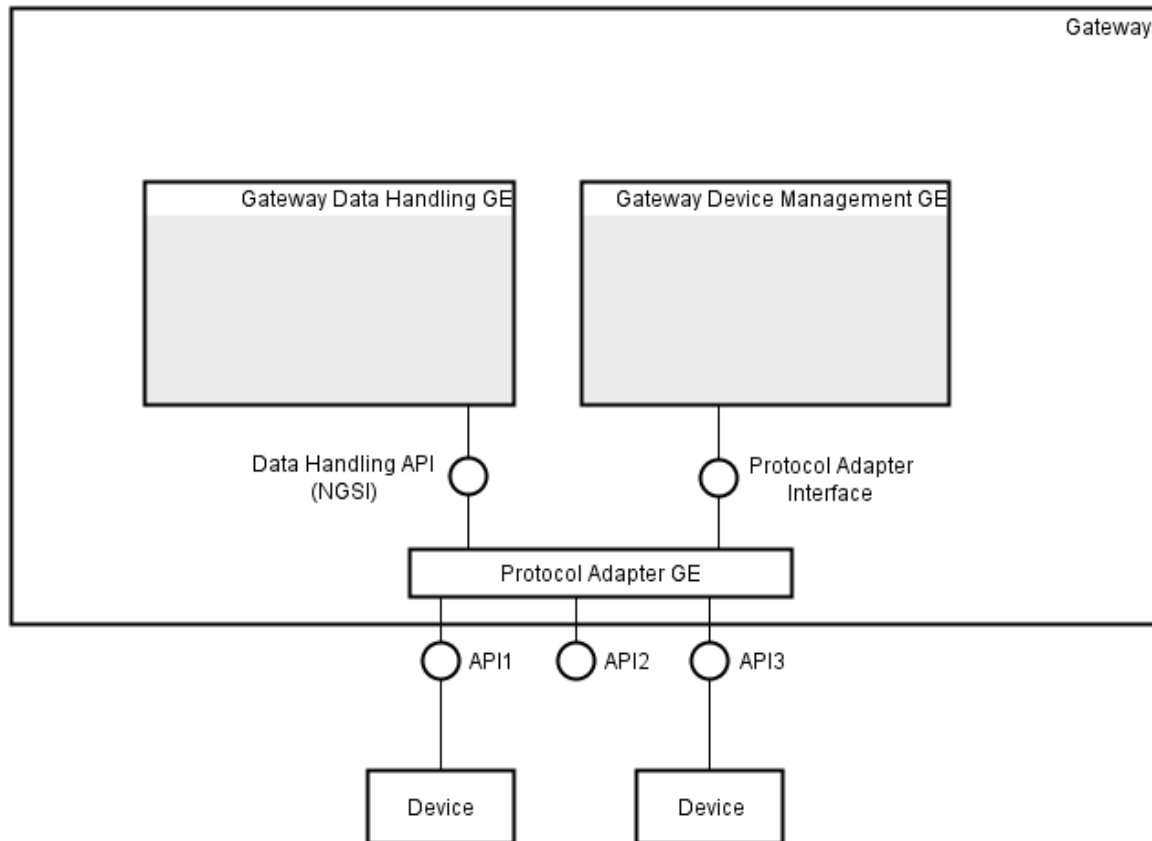 Gateway
Gateway Data Handling GE
Gateway Device Management GE
Data Handling API
(NGSI)
Protocol Adapter
Interface
Protocol Adapter GE
API1
API2
API3
Device
Device